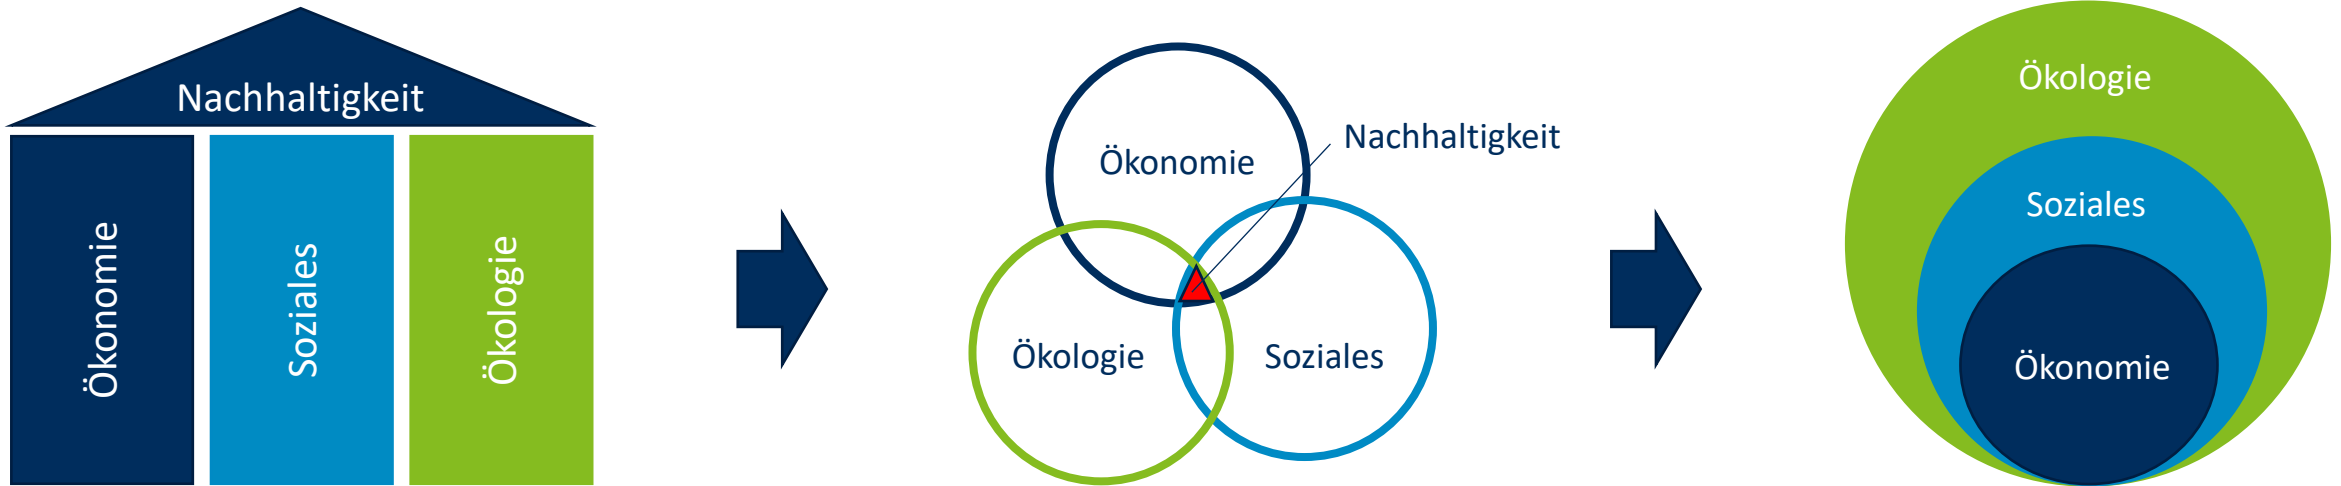 Nachhaltigkeit
Ökonomie
Soziales
Ökologie
Ökonomie
Nachhaltigkeit
Ökologie
Soziales
Ökologie
Soziales
Ökonomie